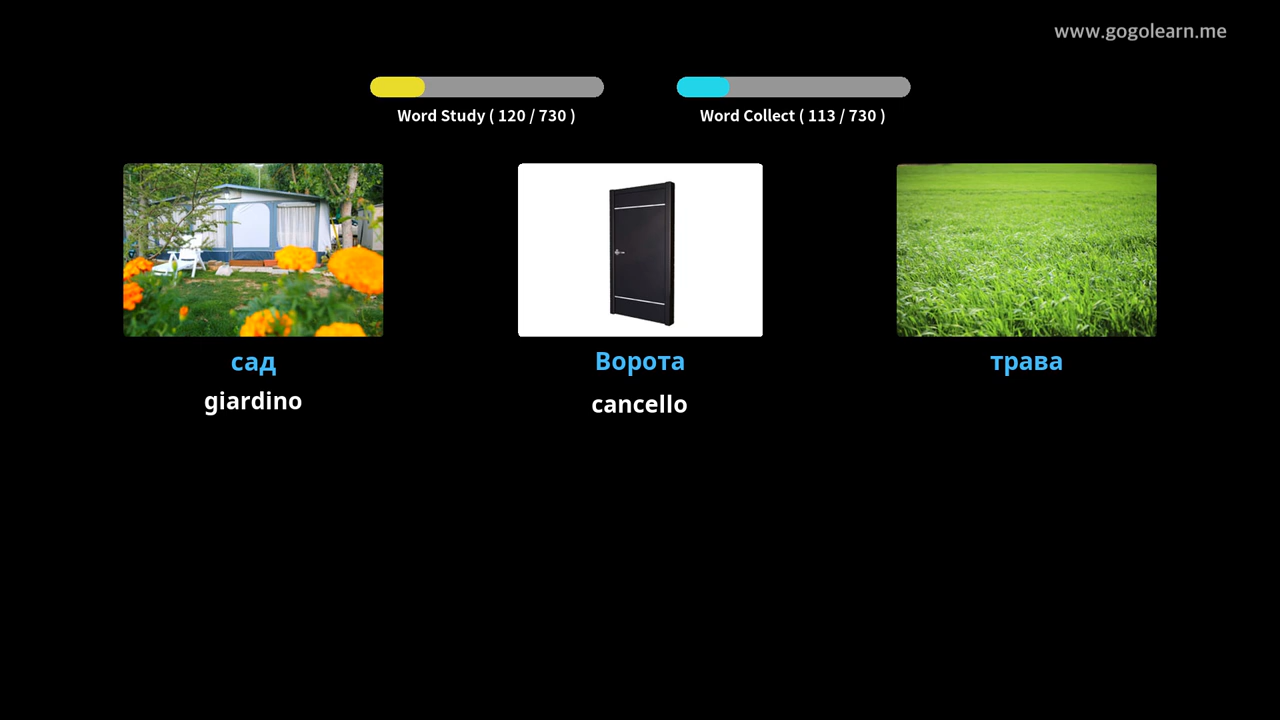 www.gogolearn.me
Word Study ( 120 / 730 )
Word Collect ( 113 / 730 )
сад
Ворота
трава
giardino
cancello